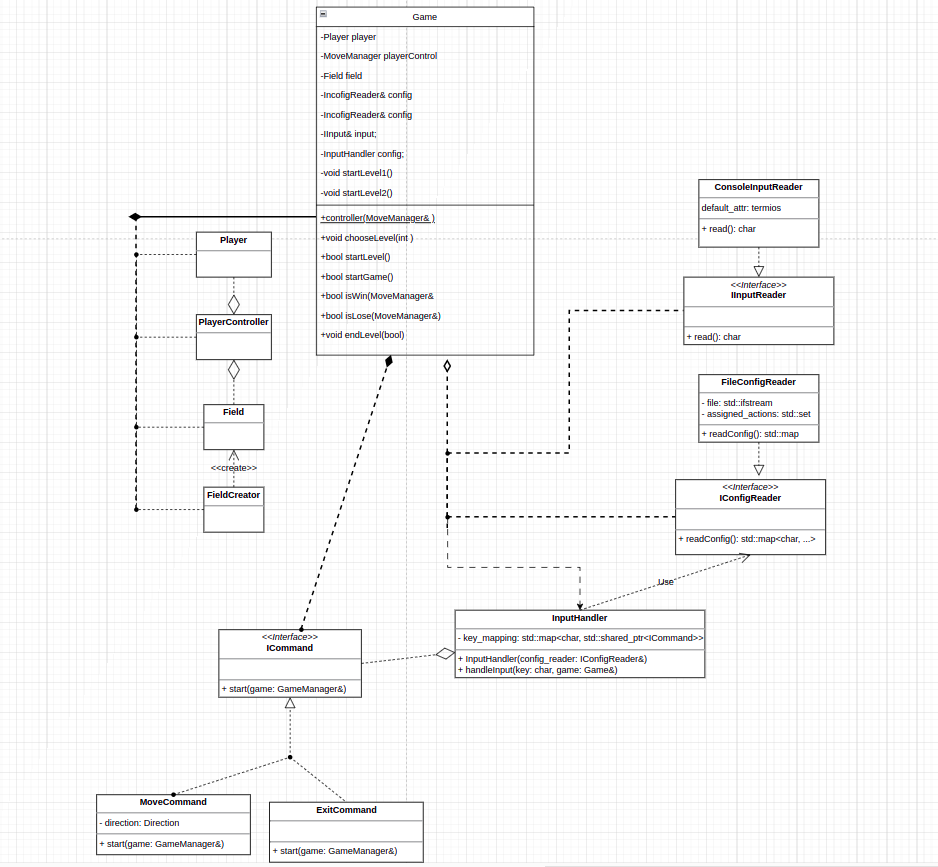 Game
-Player player
-MoveManager playerControl
-Field field
-IncofigReader& config
-IncofigReader& config
-IInput& input;
-InputHandler config;
-void startLevel1()
-void startLevel2()
+controller(MoveManager& )
+void chooseLevel(int )
+bool startLevel()
+bool startGame()
+bool isWin(MoveManager&
+bool isLose(MoveManager&)
+void endLevel(bool)
Player
PlayerController
Field
<<create>>
FieldCreator
ConsoleInputReader
default_attr: termios
+ read(): char
<<Interface>>
IInputReader
+ read(): char
FileConfigReader
- file: std::ifstream
- assigned_actions: std::set
+ readConfig(): std::map
<<Interface>>
IConfigReader
+ readConfig(): std::map<char, ...>
Use
InputHandler
- key_mapping: std::map<char, std::shared_ptr<ICommand>>
+ InputHandler(config_reader: IConfigReader&)
+ handleInput(key: char, game: Game&)
<<Interface>>
ICommand
+ start(game: GameManager&)
MoveCommand
- direction: Direction
+ start(game: GameManager&)
ExitCommand
+ start(game: GameManager&)